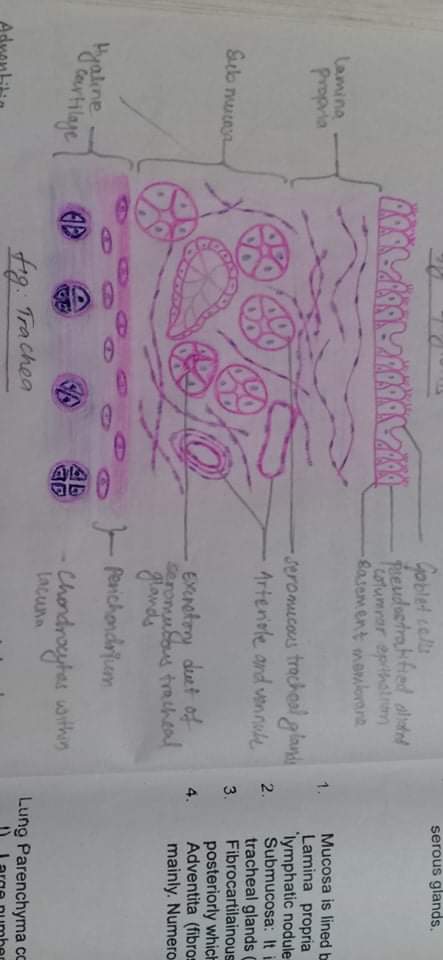 Goblet cells
pseudostratified ciliated
columnar epithelium
Basement membrane
Lamina
propria
seromucous tracheal glands
Arteriole and vennule
Sub mucosa
Excretory duct of
seromucous tracheal
glands
Hyaline
cartilage
Perichondrium
Chondrocytes within
lacuna
fig: Trachea
Adventitia
serous glands.
1. Mucosa is lined b
Lamina propria
lymphatic nodule
2. Submucosa: It i
tracheal glands (
3. Fibrocartilainous
posteriorly which
4. Adventita (fibro
mainly. Numero
Lung Parenchyma co
Large number